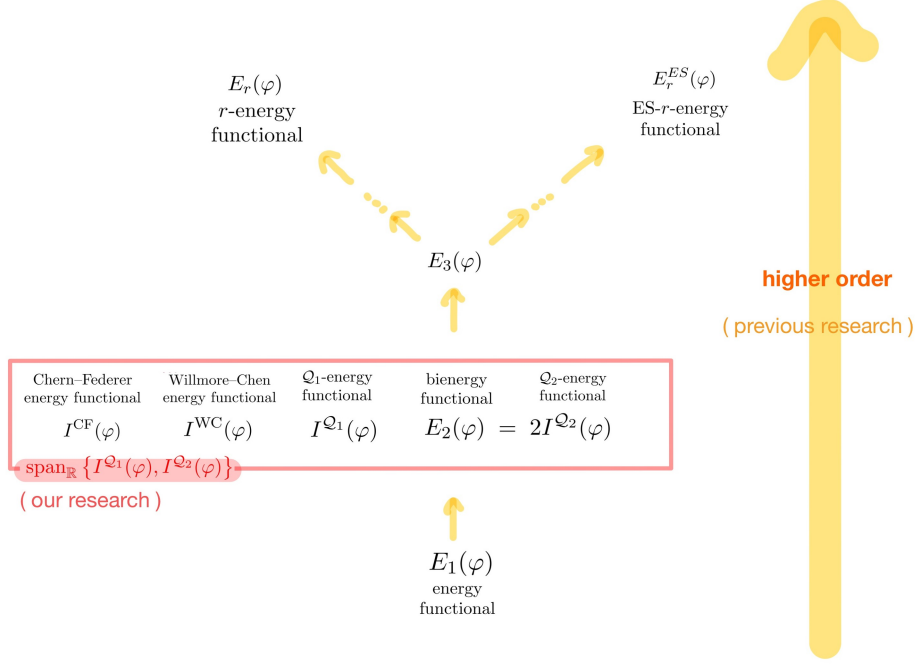 E_r(φ)
r-energy
functional
E_r^{ES}(φ)
ES-r-energy
functional
E_3(φ)
higher order
( previous research )
Chern–Federer
energy functional
I^{CF}(φ)
Willmore–Chen
energy functional
I^{WC}(φ)
𝒬_1-energy
functional
I^{𝒬_1}(φ)
bienergy
functional
𝒬_2-energy
functional
E_2(φ) = 2I^{𝒬_2}(φ)
span_ℝ {I^{𝒬_1}(φ), I^{𝒬_2}(φ)}
( our research )
E_1(φ)
energy
functional